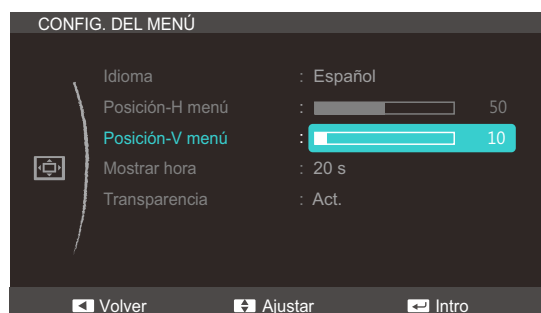 CONFIG. DEL MENÚ
Idioma : Español
Posición-H menú : 50
Posición-V menú : 10
Mostrar hora : 20 s
Transparencia : Act.
Volver Ajustar Intro